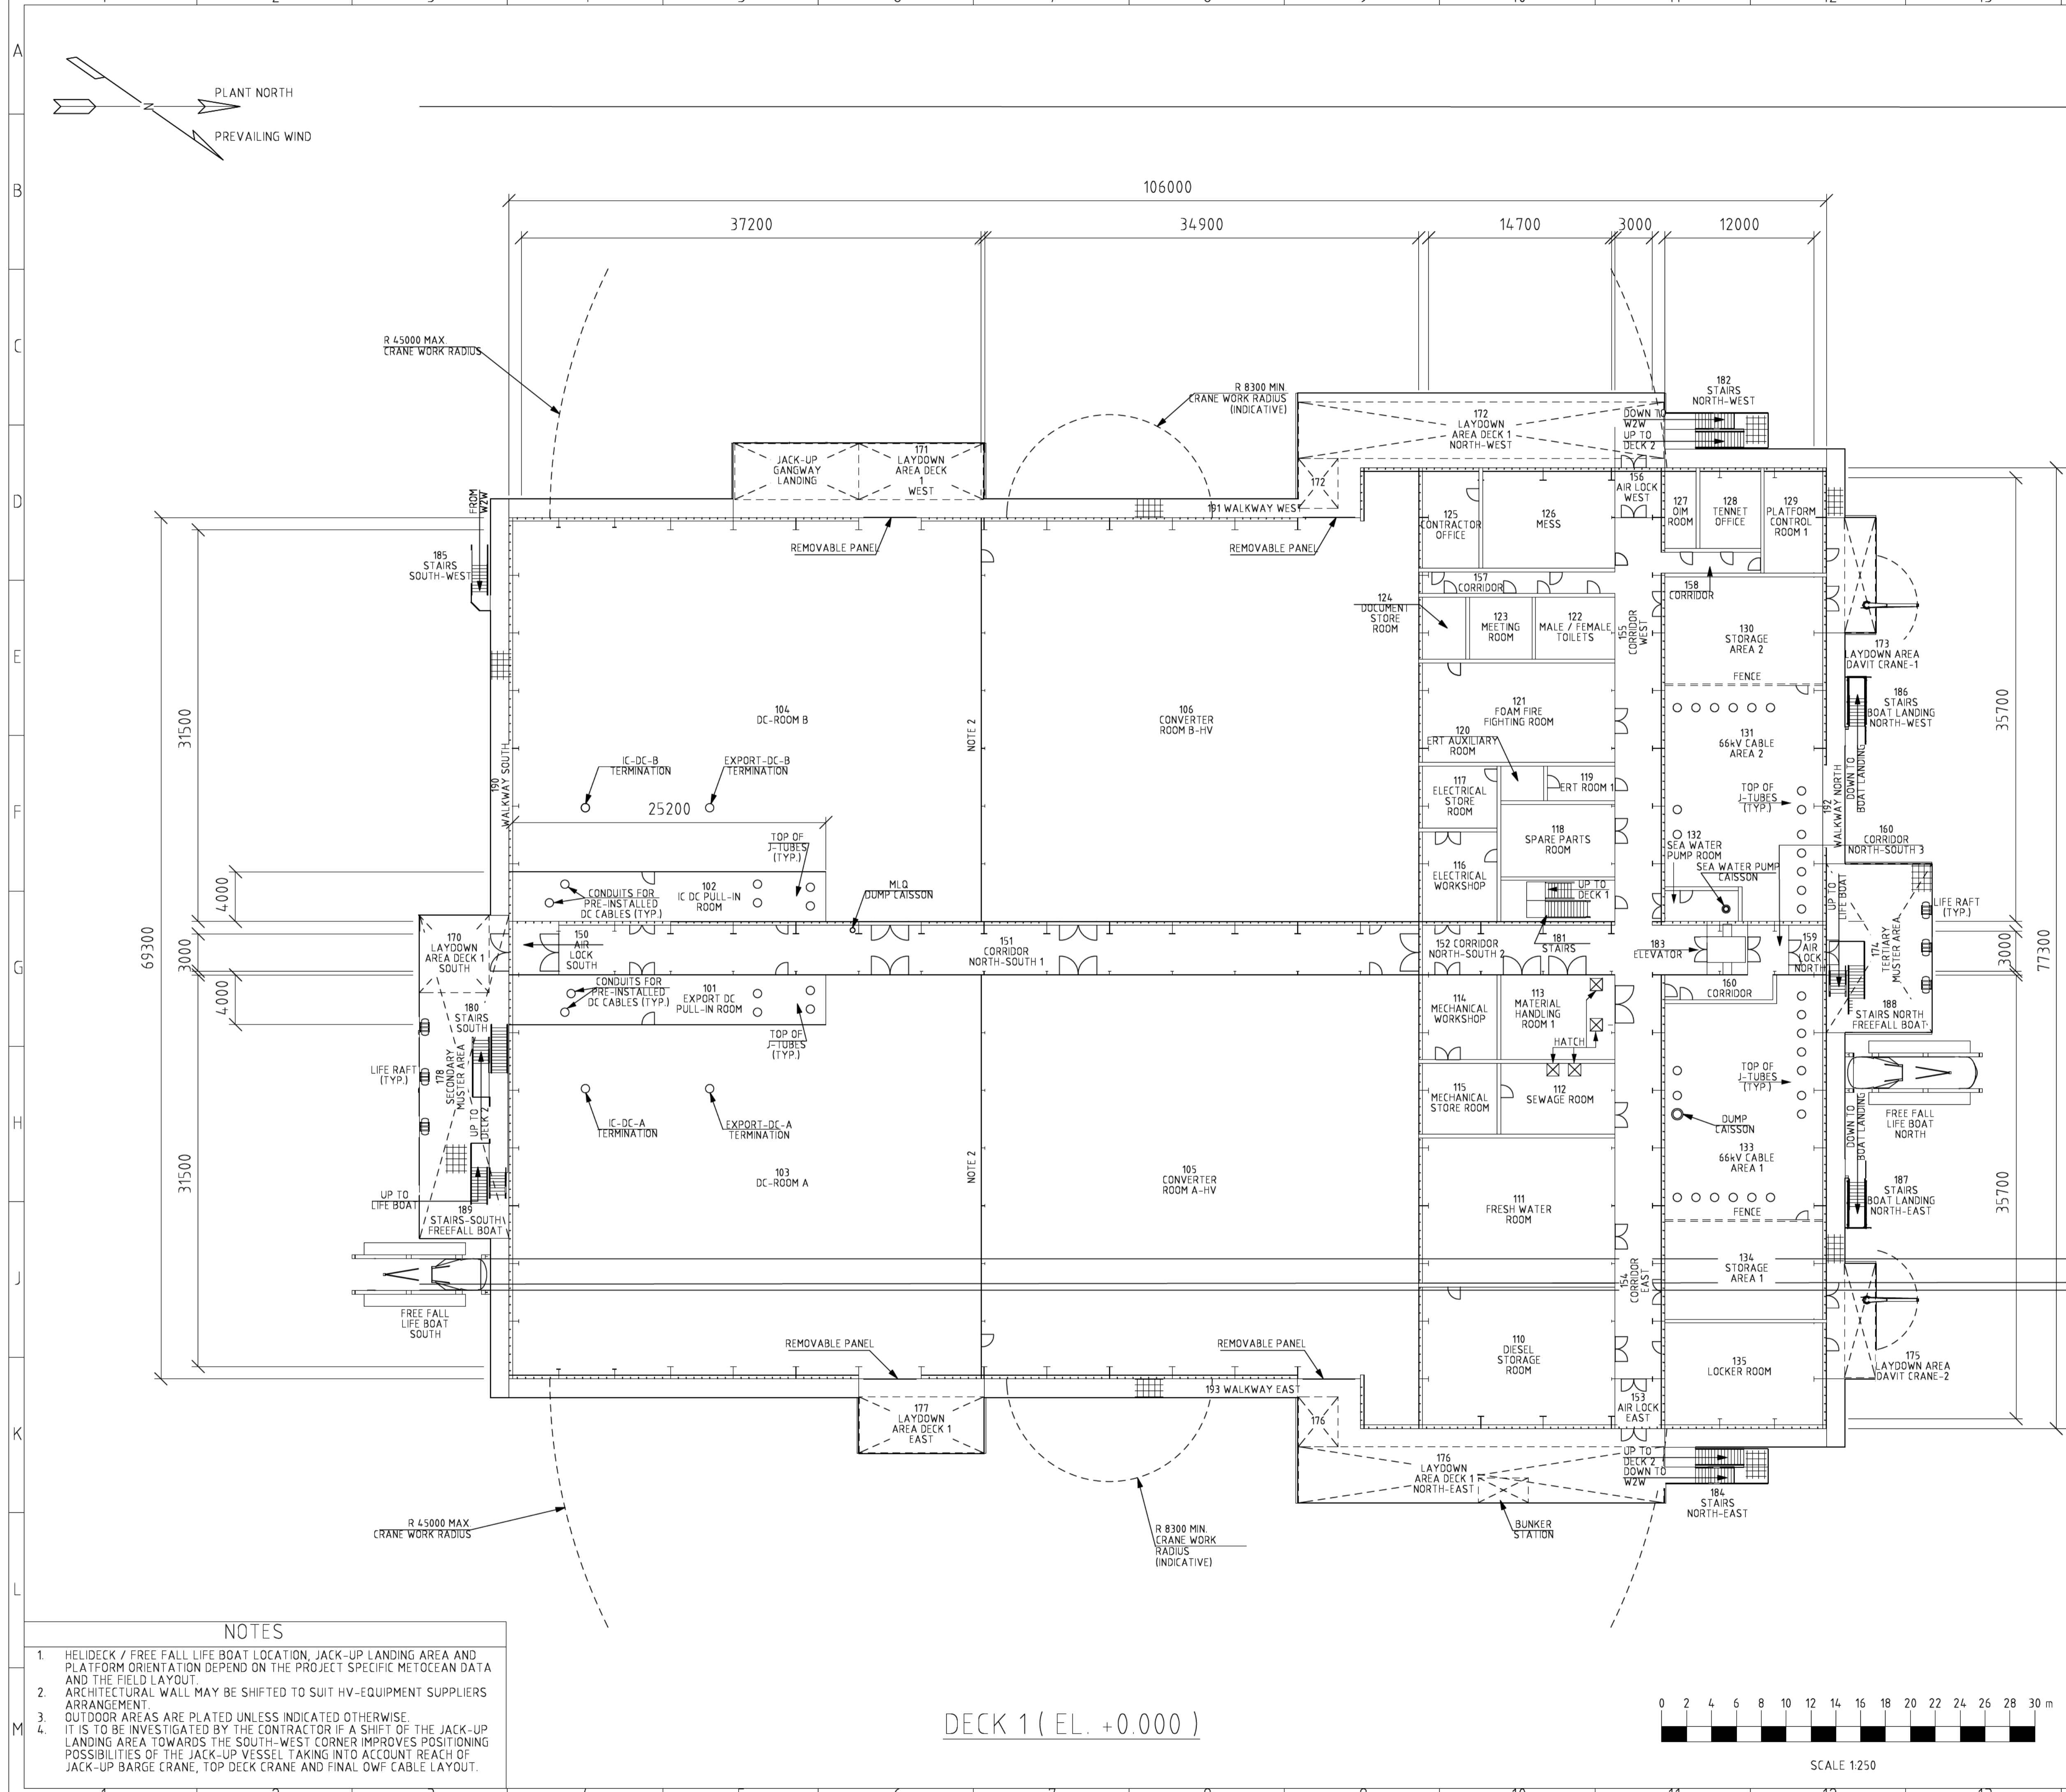 1 2 3 4 5 6 7 8 9 10 11 12 13
A
B
C
D
E
F
G
H
J
K
L
M
N
PLANT NORTH
PREVAILING WIND
106000
37200
34900
14700
3000
12000
R 45000 MAX.
CRANE WORK RADIUS
R 8300 MIN.
CRANE WORK RADIUS
(INDICATIVE)
182
STAIRS
NORTH-WEST
172
LAYDOWN
AREA DECK 1
NORTH-WEST
DOWN TO
W2W
UP TO
DECK 2
JACK-UP
GANGWAY
LANDING
171
LAYDOWN
AREA DECK
1
WEST
172
191 WALKWAY WEST
FROM
W2W
REMOVABLE PANEL
REMOVABLE PANEL
185
STAIRS
SOUTH-WEST
125
CONTRACTOR
OFFICE
126
MESS
156
AIR LOCK
WEST
127
OIM
ROOM
128
TENNET
OFFICE
129
PLATFORM
CONTROL
ROOM 1
157
CORRIDOR
158
CORRIDOR
124
DOCUMENT
STORE
ROOM
123
MEETING
ROOM
122
MALE / FEMALE
TOILETS
155
CORRIDOR
WEST
130
STORAGE
AREA 2
FENCE
173
LAYDOWN AREA
DAVIT CRANE-1
186
STAIRS
BOAT LANDING
NORTH-WEST
31500
35700
104
DC-ROOM B
NOTE 2
106
CONVERTER
ROOM B-HV
121
FOAM FIRE
FIGHTING ROOM
120
ERT AUXILIARY
ROOM
119
ERT ROOM 1
131
66kV CABLE
AREA 2
190
WALKWAY SOUTH
IC-DC-B
TERMINATION
EXPORT-DC-B
TERMINATION
25200
117
ELECTRICAL
STORE
ROOM
118
SPARE PARTS
ROOM
116
ELECTRICAL
WORKSHOP
UP TO
DECK 1
TOP OF
J-TUBES
(TYP.)
132
SEA WATER
PUMP ROOM
SEA WATER PUMP
CAISSON
192
WALKWAY NORTH
DOWN TO
BOAT LANDING
160
CORRIDOR
NORTH-SOUTH 3
UP TO
LIFE BOAT
LIFE RAFT
(TYP.)
TOP OF
J-TUBES
(TYP.)
4000
CONDUITS FOR
PRE-INSTALLED
DC CABLES (TYP.)
102
IC DC PULL-IN
ROOM
MLQ
DUMP CAISSON
69300
3000
170
LAYDOWN
AREA DECK 1
SOUTH
150
AIR
LOCK
SOUTH
151
CORRIDOR
NORTH-SOUTH 1
152 CORRIDOR
NORTH-SOUTH 2
181
STAIRS
183
ELEVATOR
159
AIR
LOCK
NORTH
174
TERTIARY
MUSTER AREA
3000
77300
4000
CONDUITS FOR
PRE-INSTALLED
DC CABLES (TYP.)
101
EXPORT DC
PULL-IN ROOM
TOP OF
J-TUBES
(TYP.)
114
MECHANICAL
WORKSHOP
113
MATERIAL
HANDLING
ROOM 1
HATCH
160
CORRIDOR
188
STAIRS NORTH
FREEFALL BOAT
180
STAIRS
SOUTH
LIFE RAFT
(TYP.)
178
SECONDARY
MUSTER AREA
UP TO
DECK 2
IC-DC-A
TERMINATION
EXPORT-DC-A
TERMINATION
115
MECHANICAL
STORE ROOM
112
SEWAGE ROOM
TOP OF
J-TUBES
(TYP.)
DUMP
CAISSON
133
66kV CABLE
AREA 1
DOWN TO
BOAT LANDING
FREE FALL
LIFE BOAT
NORTH
31500
UP TO
LIFE BOAT
189
STAIRS-SOUTH
FREEFALL BOAT
103
DC-ROOM A
NOTE 2
105
CONVERTER
ROOM A-HV
111
FRESH WATER
ROOM
FENCE
187
STAIRS
BOAT LANDING
NORTH-EAST
35700
134
STORAGE
AREA 1
154
CORRIDOR
EAST
FREE FALL
LIFE BOAT
SOUTH
REMOVABLE PANEL
REMOVABLE PANEL
110
DIESEL
STORAGE
ROOM
135
LOCKER ROOM
175
LAYDOWN AREA
DAVIT CRANE-2
193 WALKWAY EAST
177
LAYDOWN
AREA DECK 1
EAST
176
153
AIR LOCK
EAST
176
LAYDOWN
AREA DECK 1
NORTH-EAST
UP TO
DECK 2
DOWN TO
W2W
184
STAIRS
NORTH-EAST
BUNKER
STATION
R 45000 MAX.
CRANE WORK RADIUS
R 8300 MIN.
CRANE WORK
RADIUS
(INDICATIVE)
NOTES
1. HELIDECK / FREE FALL LIFE BOAT LOCATION, JACK-UP LANDING AREA AND
PLATFORM ORIENTATION DEPEND ON THE PROJECT SPECIFIC METOCEAN DATA
AND THE FIELD LAYOUT.
2. ARCHITECTURAL WALL MAY BE SHIFTED TO SUIT HV-EQUIPMENT SUPPLIERS
ARRANGEMENT.
3. OUTDOOR AREAS ARE PLATED UNLESS INDICATED OTHERWISE.
4. IT IS TO BE INVESTIGATED BY THE CONTRACTOR IF A SHIFT OF THE JACK-UP
LANDING AREA TOWARDS THE SOUTH-WEST CORNER IMPROVES POSITIONING
POSSIBILITIES OF THE JACK-UP VESSEL TAKING INTO ACCOUNT REACH OF
JACK-UP BARGE CRANE, TOP DECK CRANE AND FINAL OWF CABLE LAYOUT.
DECK 1 ( EL. +0.000 )
0 2 4 6 8 10 12 14 16 18 20 22 24 26 28 30 m
SCALE 1:250